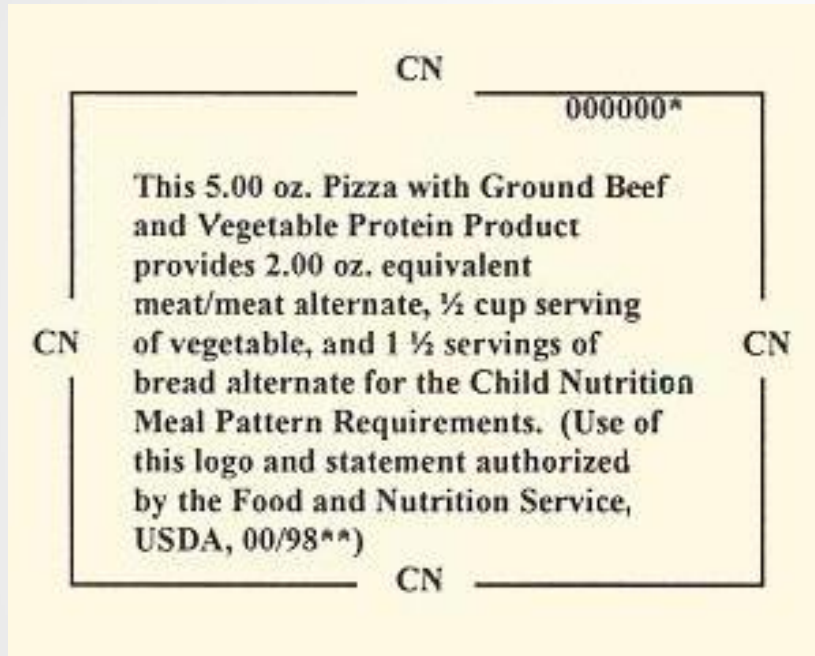 CN
000000*
This 5.00 oz. Pizza with Ground Beef
and Vegetable Protein Product
provides 2.00 oz. equivalent
meat/meat alternate, ½ cup serving
CN of vegetable, and 1 ½ servings of CN
bread alternate for the Child Nutrition
Meal Pattern Requirements. (Use of
this logo and statement authorized
by the Food and Nutrition Service,
USDA, 00/98**)
CN